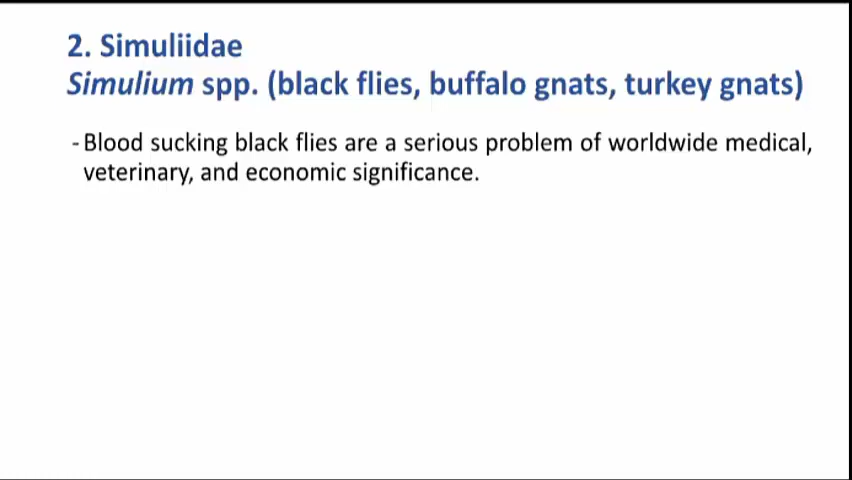 2. Simuliidae
Simulium spp. (black flies, buffalo gnats, turkey gnats)
- Blood sucking black flies are a serious problem of worldwide medical,
veterinary, and economic significance.